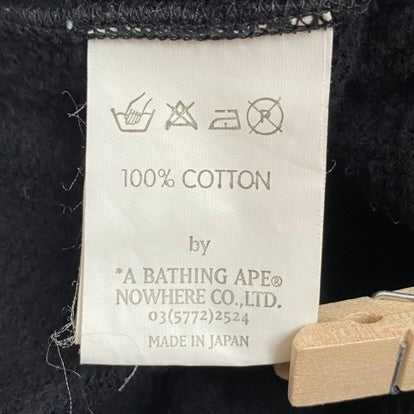 100% COTTON
by
*A BATHING APE®
NOWHERE CO.,LTD.
03(5772)2524
MADE IN JAPAN